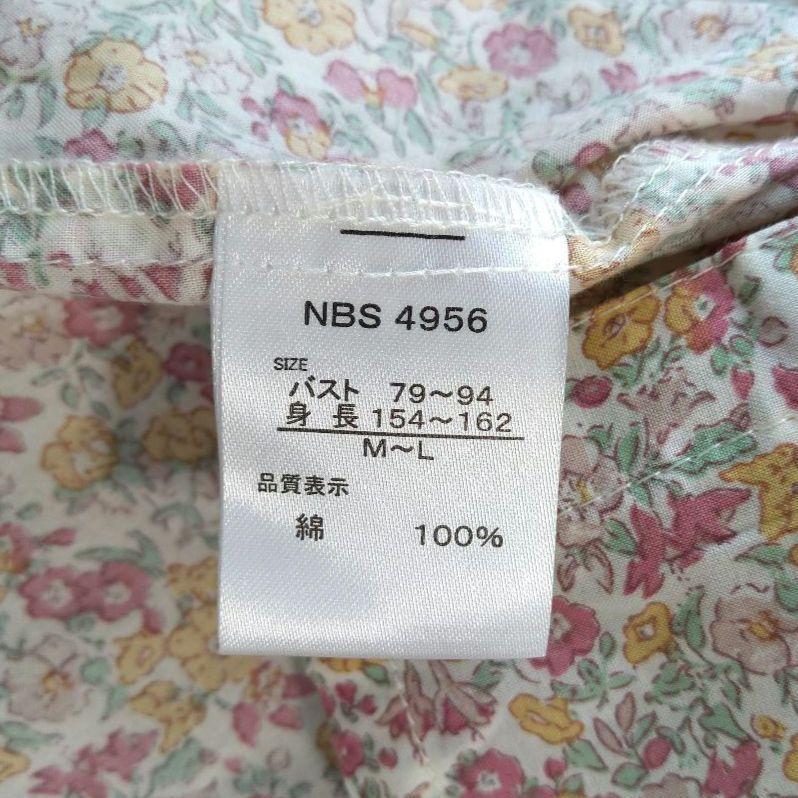 NBS 4956
SIZE
バスト 79～94
身 長 154～162
M～L
品質表示
綿 100%